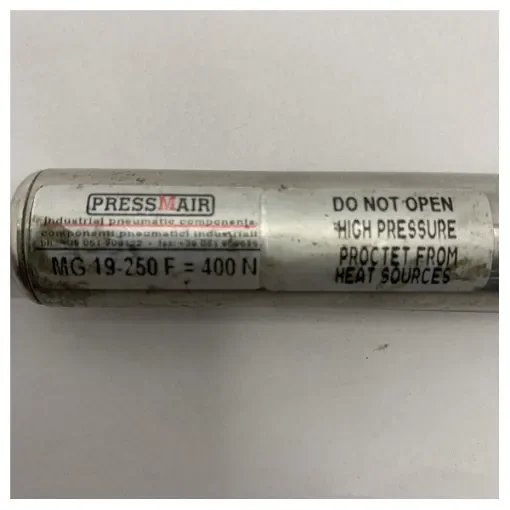 PRESSMAIR
Industrial pneumatic components
componenti pneumatici industriali
MG 19-250 F = 400 N
DO NOT OPEN
HIGH PRESSURE
PROCTET FROM
HEAT SOURCES